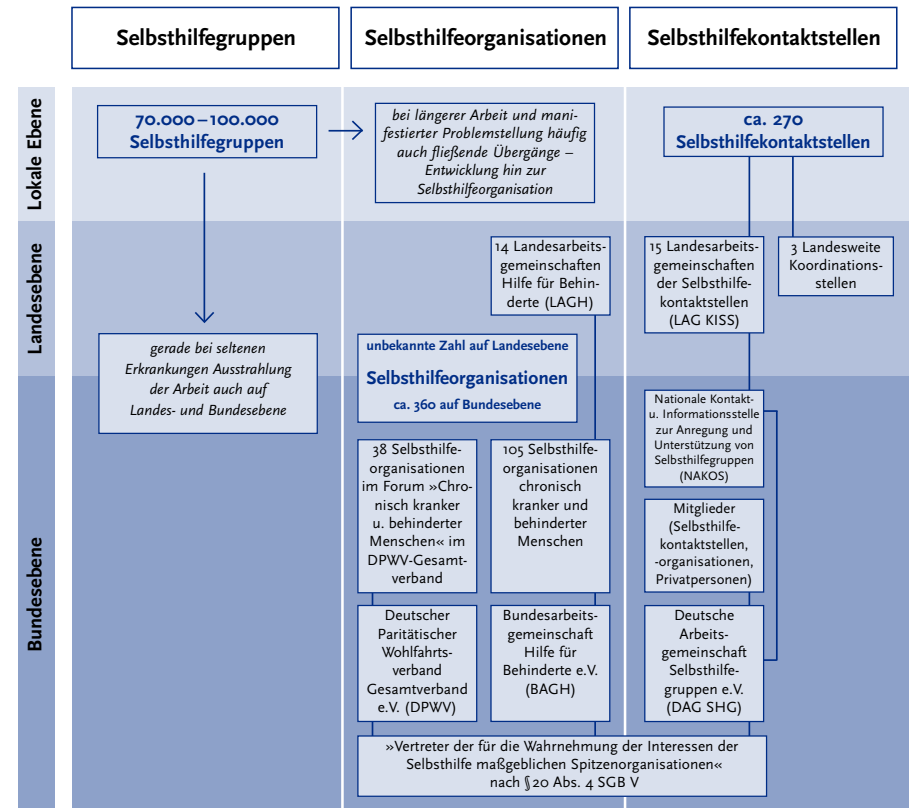 Selbsthilfegruppen
Selbsthilfeorganisationen
Selbsthilfekontaktstellen
Lokale Ebene
70.000–100.000
Selbsthilfegruppen
bei längerer Arbeit und mani-
festierter Problemstellung häufig
auch fließende Übergänge –
Entwicklung hin zur
Selbsthilfeorganisation
ca. 270
Selbsthilfekontaktstellen
Landesebene
14 Landesarbeits-
gemeinschaften
Hilfe für Behin-
derte (LAGH)
15 Landesarbeits-
gemeinschaften
der Selbsthilfe-
kontaktstellen
(LAG KISS)
3 Landesweite
Koordinations-
stellen
gerade bei seltenen
Erkrankungen Ausstrahlung
der Arbeit auch auf
Landes- und Bundesebene
unbekannte Zahl auf Landesebene
Selbsthilfeorganisationen
ca. 360 auf Bundesebene
Bundesebene
Nationale Kontakt-
u. Informationsstelle
zur Anregung und
Unterstützung von
Selbsthilfegruppen
(NAKOS)
38 Selbsthilfe-
organisationen
im Forum »Chro-
nisch kranker
u. behinderter
Menschen« im
DPWV-Gesamt-
verband
105 Selbsthilfe-
organisationen
chronisch
kranker und
behinderter
Menschen
Mitglieder
(Selbsthilfe-
kontaktstellen,
-organisationen,
Privatpersonen)
Deutscher
Paritätischer
Wohlfahrts-
verband
Gesamtverband
e.V. (DPWV)
Bundesarbeits-
gemeinschaft
Hilfe für
Behinderte e.V.
(BAGH)
Deutsche
Arbeits-
gemeinschaft
Selbsthilfe-
gruppen e.V.
(DAG SHG)
»Vertreter der für die Wahrnehmung der Interessen der
Selbsthilfe maßgeblichen Spitzenorganisationen«
nach §20 Abs. 4 SGB V